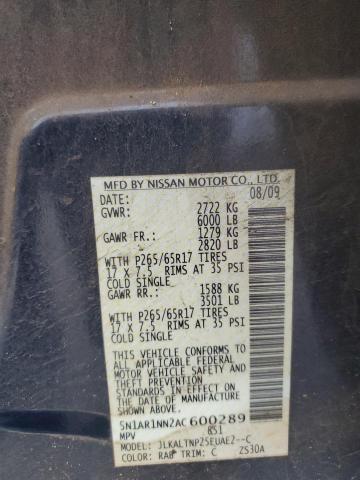 MFD BY NISSAN MOTOR CO., LTD.
DATE: 08/09
GVWR: 2722 KG
6000 LB
GAWR FR.: 1279 KG
2820 LB
WITH P265/65R17 TIRES
17 X 7.5 RIMS AT 35 PSI
COLD SINGLE
GAWR RR.: 1588 KG
3501 LB
WITH P265/65R17 TIRES
17 X 7.5 RIMS AT 35 PSI
COLD SINGLE
THIS VEHICLE CONFORMS TO
ALL APPLICABLE FEDERAL
MOTOR VEHICLE SAFETY AND
THEFT PREVENTION
STANDARDS IN EFFECT ON
THE DATE OF MANUFACTURE
SHOWN ABOVE.
5N1AR1NN2AC600289
MPV 851
MODEL: JLKALTNP25EUAE2--C
COLOR: RAB TRIM: C ZS30A